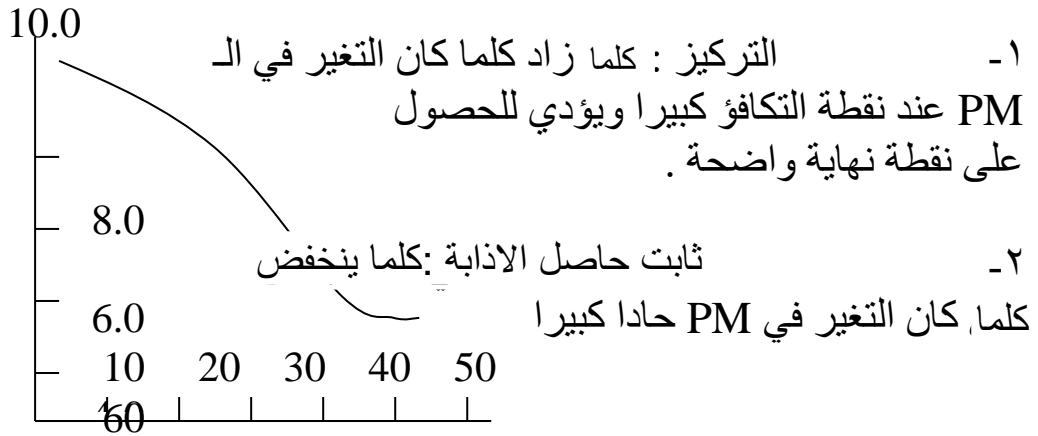 10.0
١- التركيز : كلما زاد كلما كان التغير في الـ
PM عند نقطة التكافؤ كبيرا ويؤدي للحصول
على نقطة نهاية واضحة .
8.0
٢- ثابت حاصل الاذابة :كلما ينخفض
6.0
كلما كان التغير في PM حادا كبيرا
10 20 30 40 50
60